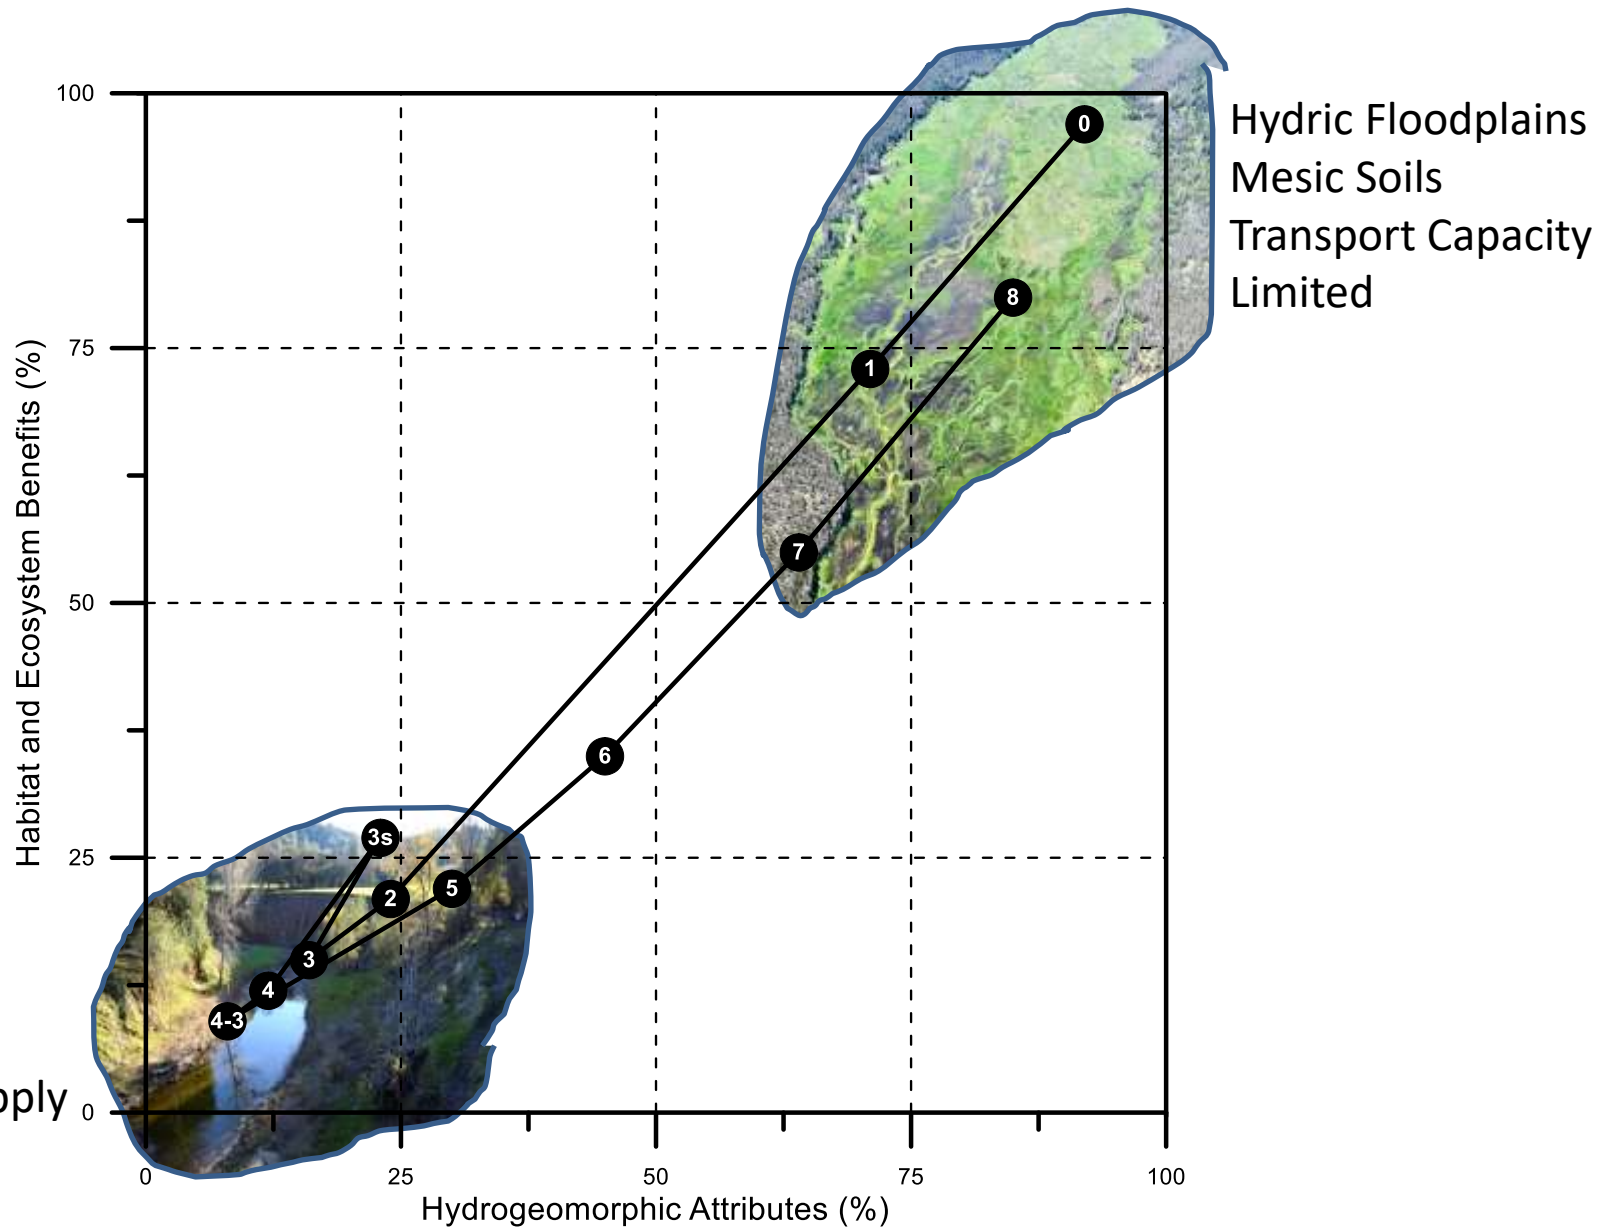 100
0
Hydric Floodplains
Mesic Soils
Transport Capacity
Limited
8
75
1
Habitat and Ecosystem Benefits (%)
7
50
6
3s
25
5
2
3
4
4-3
0
0
25
50
75
100
Hydrogeomorphic Attributes (%)